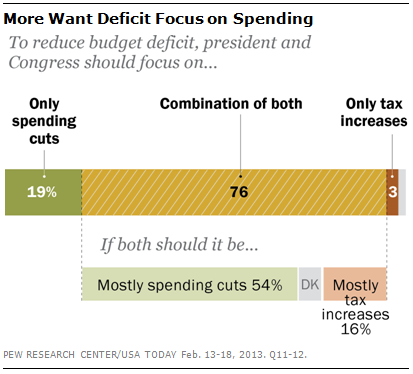 More Want Deficit Focus on Spending
To reduce budget deficit, president and
Congress should focus on...
Only
spending
cuts
Combination of both
Only tax
increases
19%
76
3
If both should it be...
Mostly spending cuts 54%
DK
Mostly
tax
increases
16%
PEW RESEARCH CENTER/USA TODAY Feb. 13-18, 2013. Q11-12.